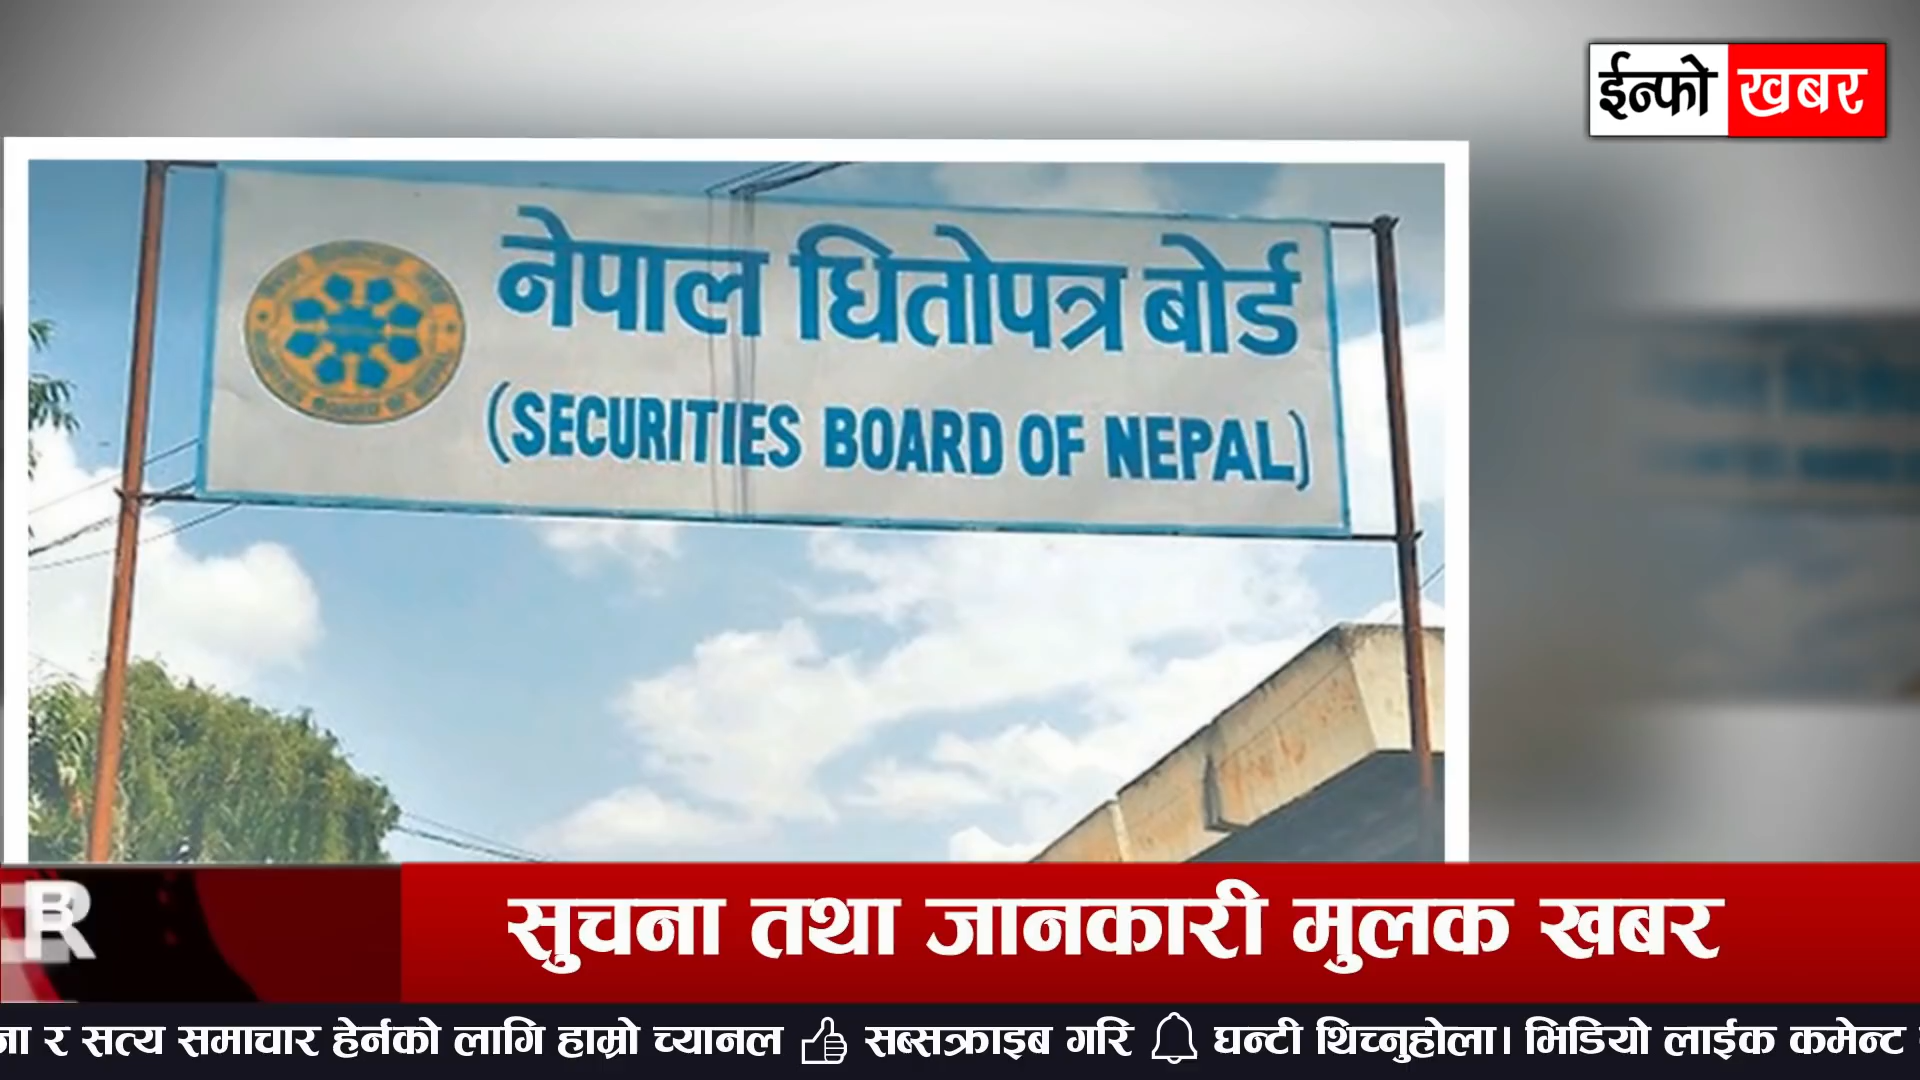 ईन्फो खबर
नेपाल धितोपत्र बोर्ड
(SECURITIES BOARD OF NEPAL)
सुचना तथा जानकारी मुलक खबर
र सत्य समाचार हेर्नको लागि हाम्रो च्यानल सब्सक्राइब गरि घन्टी थिच्नुहोला। भिडियो लाईक कमेन्ट